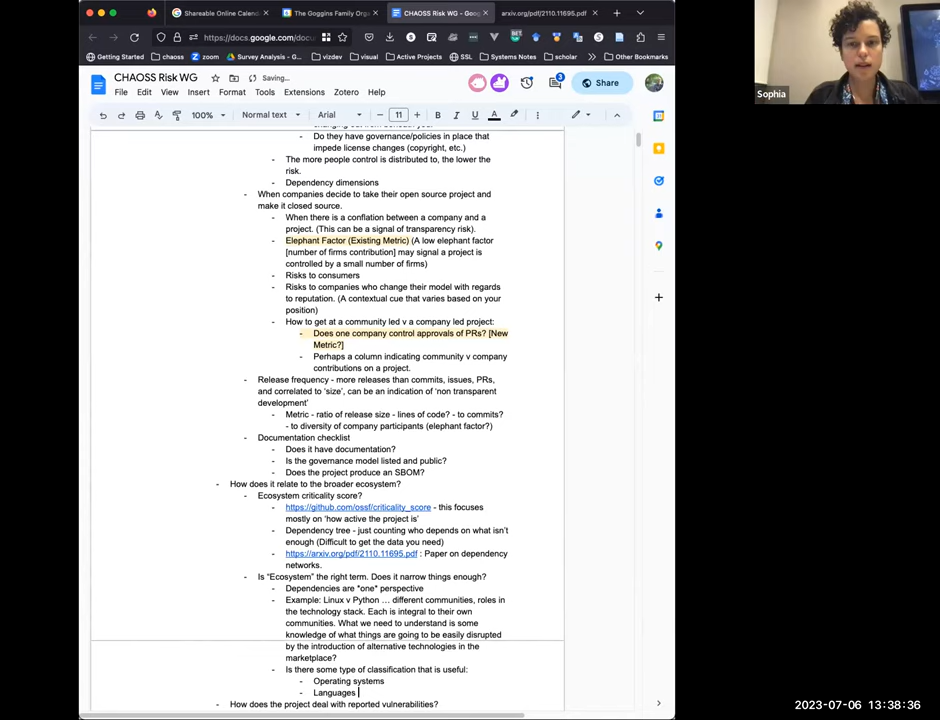 Shareable Online Calend
The Goggins Family Orga
CHAOSS Risk WG - Goo
arxiv.org/pdf/2110.11695.pdf
https://docs.google.com/docu
Getting Started
chaoss
zoom
Survey Analysis - G...
vizdev
visual
Active Projects
SSL
Systems Notes
scholar
Other Bookmarks
CHAOSS Risk WG
Saving...
File Edit View Insert Format Tools Extensions Zotero Help
3
Share
100%
Normal text
Arial
11
B I U A
- Do they have governance/policies in place that
impede license changes (copyright, etc.)
- The more people control is distributed to, the lower the
risk.
- Dependency dimensions
- When companies decide to take their open source project and
make it closed source.
- When there is a conflation between a company and a
project. (This can be a signal of transparency risk).
- Elephant Factor (Existing Metric) (A low elephant factor
[number of firms contribution] may signal a project is
controlled by a small number of firms)
- Risks to consumers
- Risks to companies who change their model with regards
to reputation. (A contextual cue that varies based on your
position)
- How to get at a community led v a company led project:
- Does one company control approvals of PRs? [New
Metric?]
- Perhaps a column indicating community v company
contributions on a project.
- Release frequency - more releases than commits, issues, PRs,
and correlated to 'size', can be an indication of 'non transparent
development'
- Metric - ratio of release size - lines of code? - to commits?
- to diversity of company participants (elephant factor?)
- Documentation checklist
- Does it have documentation?
- Is the governance model listed and public?
- Does the project produce an SBOM?
- How does it relate to the broader ecosystem?
- Ecosystem criticality score?
- https://github.com/ossf/criticality_score - this focuses
mostly on 'how active the project is'
- Dependency tree - just counting who depends on what isn't
enough (Difficult to get the data you need)
- https://arxiv.org/pdf/2110.11695.pdf : Paper on dependency
networks.
- Is "Ecosystem" the right term. Does it narrow things enough?
- Dependencies are *one* perspective
- Example: Linux v Python … different communities, roles in
the technology stack. Each is integral to their own
communities. What we need to understand is some
knowledge of what things are going to be easily disrupted
by the introduction of alternative technologies in the
marketplace?
- Is there some type of classification that is useful:
- Operating systems
- Languages
- How does the project deal with reported vulnerabilities?
Sophia
2023-07-06 13:38:36